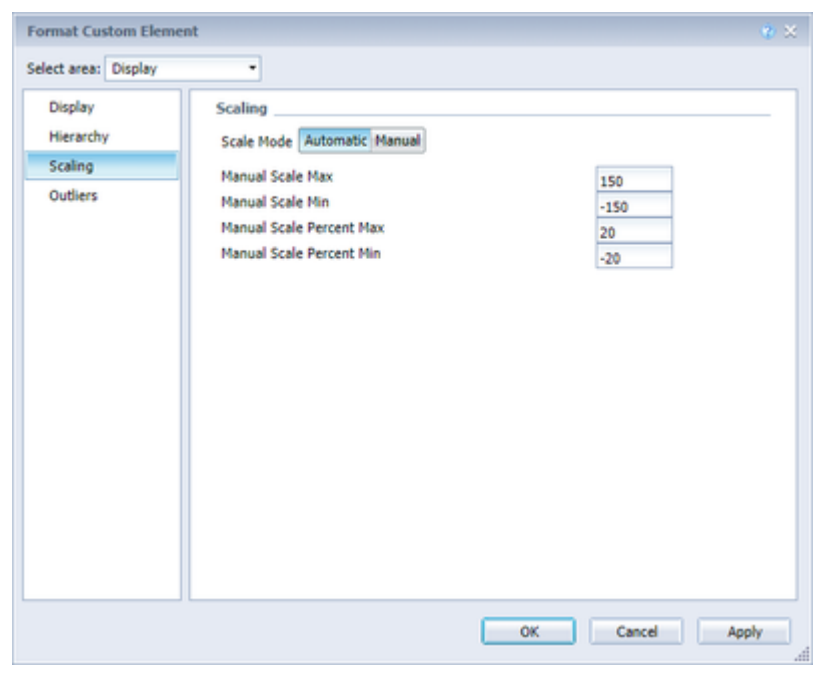 Format Custom Element
Select area: Display
Display
Hierarchy
Scaling
Outliers
Scaling
Scale Mode Automatic Manual
Manual Scale Max 150
Manual Scale Min -150
Manual Scale Percent Max 20
Manual Scale Percent Min -20
OK Cancel Apply